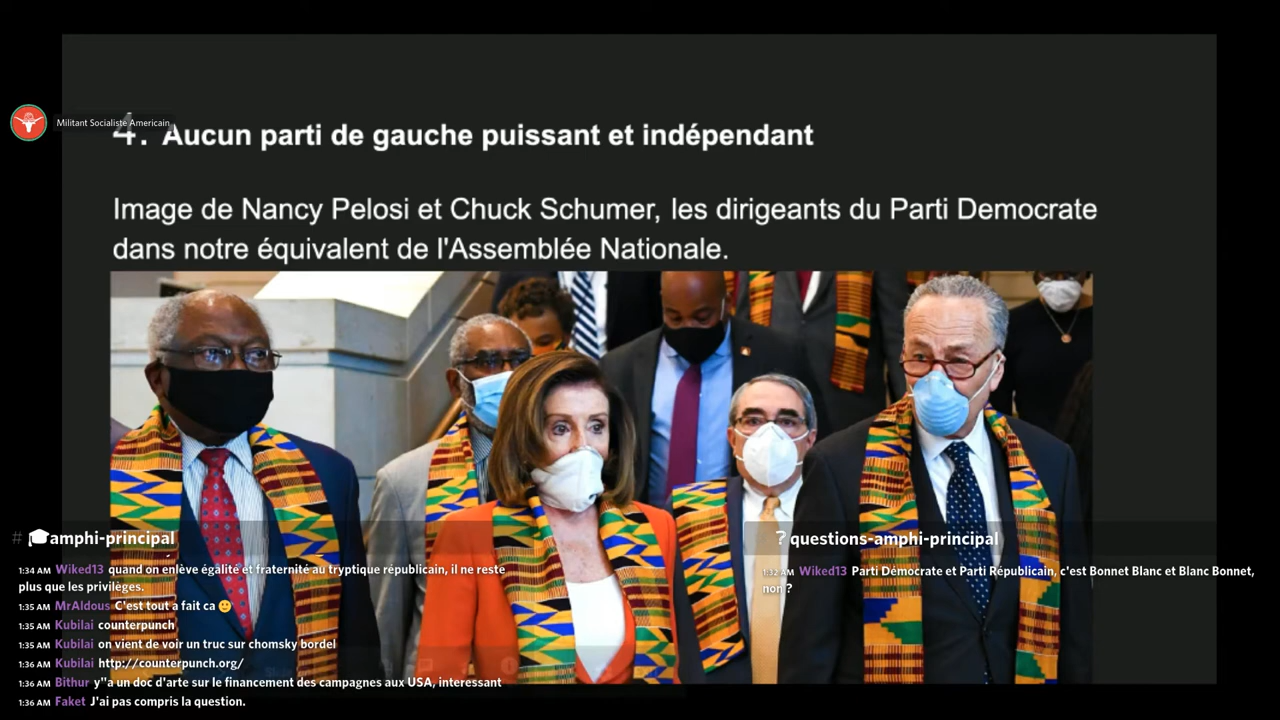 Militant Socialiste Americain
4. Aucun parti de gauche puissant et indépendant
Image de Nancy Pelosi et Chuck Schumer, les dirigeants du Parti Democrate
dans notre équivalent de l'Assemblée Nationale.
# 🎓amphi-principal
1:34 AM Wiked13 quand on enlève égalité et fraternité au tryptique républicain, il ne reste
plus que les privilèges.
1:35 AM MrAldous C'est tout à fait ca 🙂
1:35 AM Kubilai counterpunch
1:35 AM Kubilai on vient de voir un truc sur chomsky bordel
1:36 AM Kubilai http://counterpunch.org/
1:36 AM Bithur y''a un doc d'arte sur le financement des campagnes aux USA, interessant
1:36 AM Faket J'ai pas compris la question.
? questions-amphi-principal
1:32 AM Wiked13 Parti Démocrate et Parti Républicain, c'est Bonnet Blanc et Blanc Bonnet,
non ?